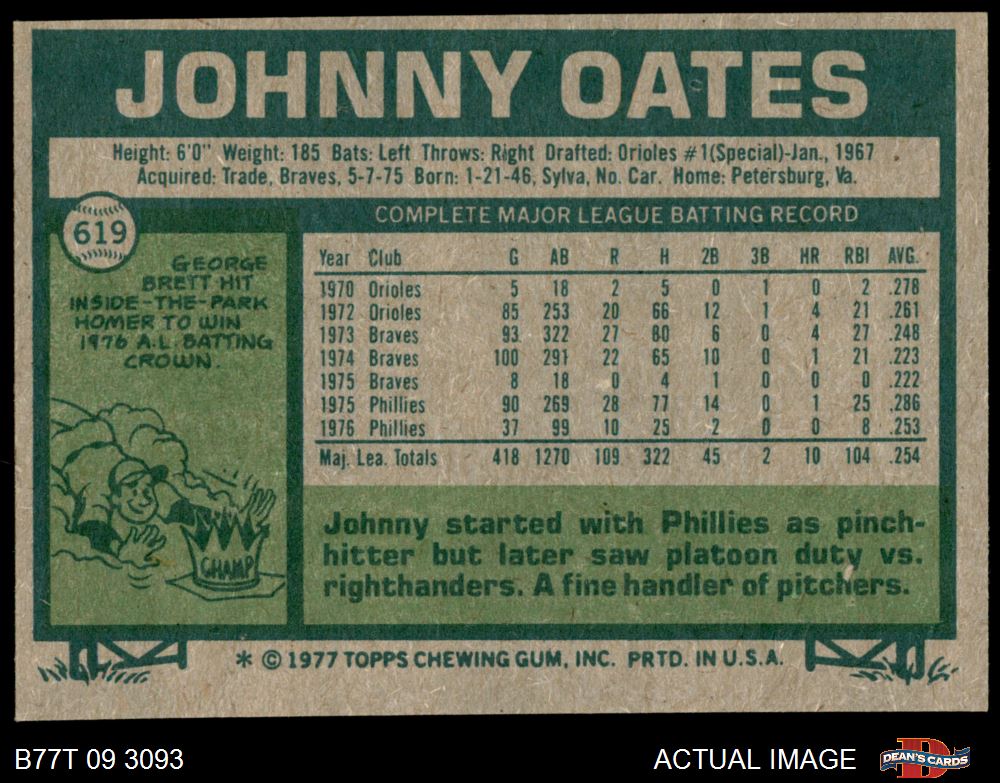 JOHNNY OATES
Height: 6'0" Weight: 185 Bats: Left Throws: Right Drafted: Orioles #1(Special)-Jan., 1967
Acquired: Trade, Braves, 5-7-75 Born: 1-21-46, Sylva, No. Car. Home: Petersburg, Va.
619
GEORGE
BRETT HIT
INSIDE-THE-PARK
HOMER TO WIN
1976 A.L. BATTING
CROWN.
CHAMP
COMPLETE MAJOR LEAGUE BATTING RECORD
Year Club G AB R H 2B 3B HR RBI AVG.
1970 Orioles 5 18 2 5 0 1 0 2 .278
1972 Orioles 85 253 20 66 12 1 4 21 .261
1973 Braves 93 322 27 80 6 0 4 27 .248
1974 Braves 100 291 22 65 10 0 1 21 .223
1975 Braves 8 18 0 4 1 0 0 0 .222
1975 Phillies 90 269 28 77 14 0 1 25 .286
1976 Phillies 37 99 10 25 2 0 0 8 .253
Maj. Lea. Totals 418 1270 109 322 45 2 10 104 .254
Johnny started with Phillies as pinch-
hitter but later saw platoon duty vs.
righthanders. A fine handler of pitchers.
* © 1977 TOPPS CHEWING GUM, INC. PRTD. IN U.S.A.
B77T 09 3093
ACTUAL IMAGE
DEAN'S CARDS